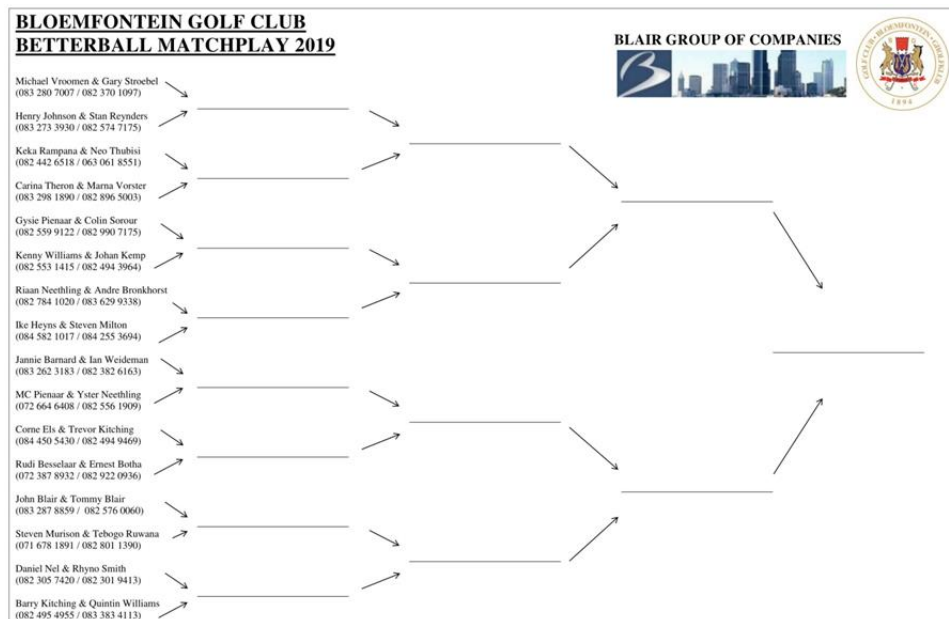 BLOEMFONTEIN GOLF CLUB
BETTERBALL MATCHPLAY 2019
BLAIR GROUP OF COMPANIES
GOLF CLUB • BLOEMFONTEIN • GHOLFKLUB
1894
Michael Vroomen & Gary Stroebel
(083 280 7007 / 082 370 1097)
Henry Johnson & Stan Reynders
(083 273 3930 / 082 574 7175)
Keka Rampana & Neo Thubisi
(082 442 6518 / 063 061 8551)
Carina Theron & Marna Vorster
(083 298 1890 / 082 896 5003)
Gysie Pienaar & Colin Sorour
(082 559 9122 / 082 990 7175)
Kenny Williams & Johan Kemp
(082 553 1415 / 082 494 3964)
Riaan Neethling & Andre Bronkhorst
(082 784 1020 / 083 629 9338)
Ike Heyns & Steven Milton
(084 582 1017 / 084 255 3694)
Jannie Barnard & Ian Weideman
(083 262 3183 / 082 382 6163)
MC Pienaar & Yster Neethling
(072 664 6408 / 082 556 1909)
Corne Els & Trevor Kitching
(084 450 5430 / 082 494 9469)
Rudi Besselaar & Ernest Botha
(072 387 8932 / 082 922 0936)
John Blair & Tommy Blair
(083 287 8859 / 082 576 0060)
Steven Murison & Tebogo Ruwana
(071 678 1891 / 082 801 1390)
Daniel Nel & Rhyno Smith
(082 305 7420 / 082 301 9413)
Barry Kitching & Quintin Williams
(082 495 4955 / 083 383 4113)